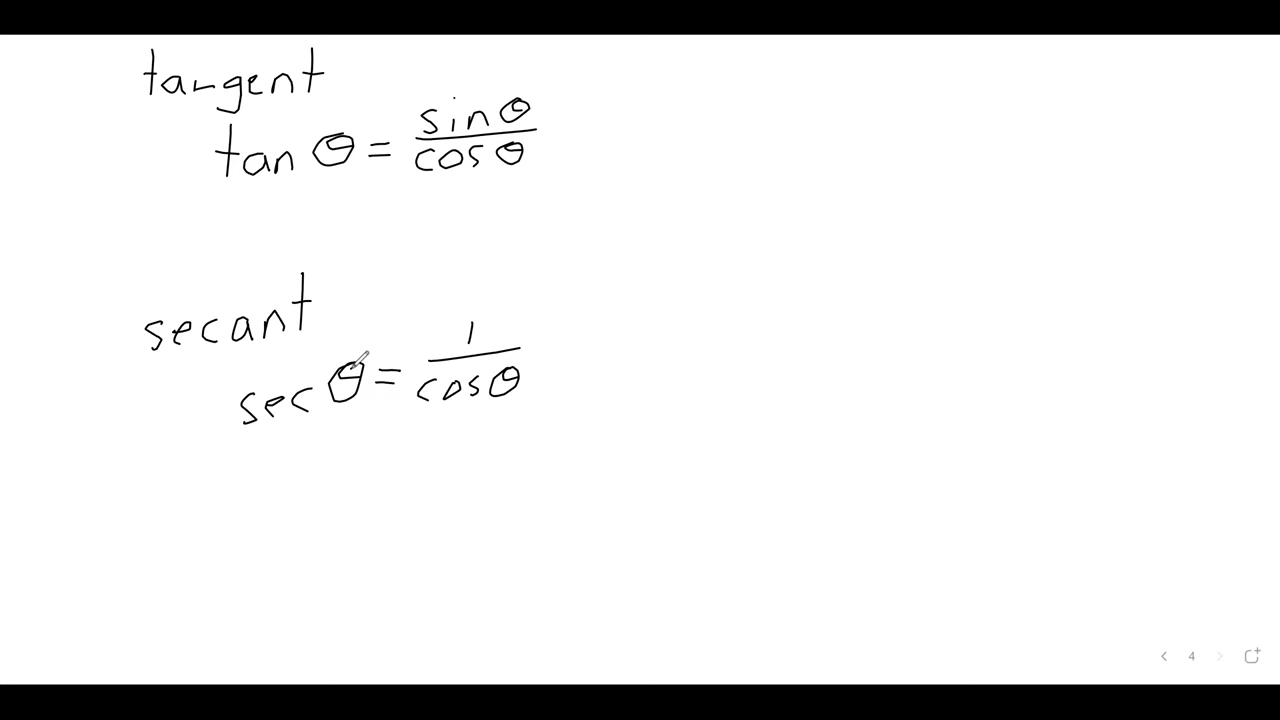 tangent
tan θ = sin θ / cos θ
secant
sec θ = 1 / cos θ
4